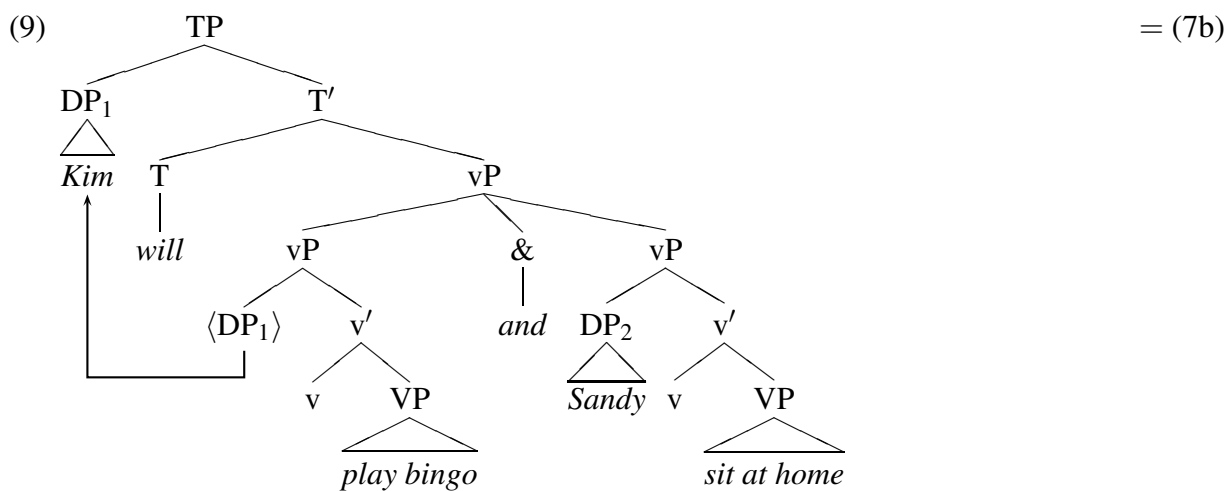 (9) TP = (7b)
DP₁ T′
Kim T vP
will vP & vP
⟨DP₁⟩ v′ and DP₂ v′
v VP Sandy v VP
play bingo sit at home